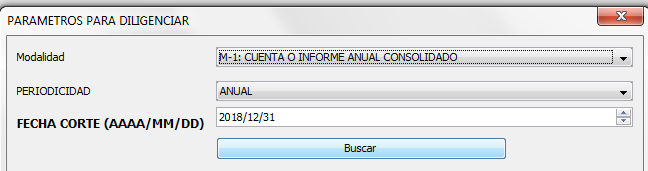 PARAMETROS PARA DILIGENCIAR
Modalidad M-1: CUENTA O INFORME ANUAL CONSOLIDADO
PERIODICIDAD ANUAL
FECHA CORTE (AAAA/MM/DD) 2018/12/31
Buscar